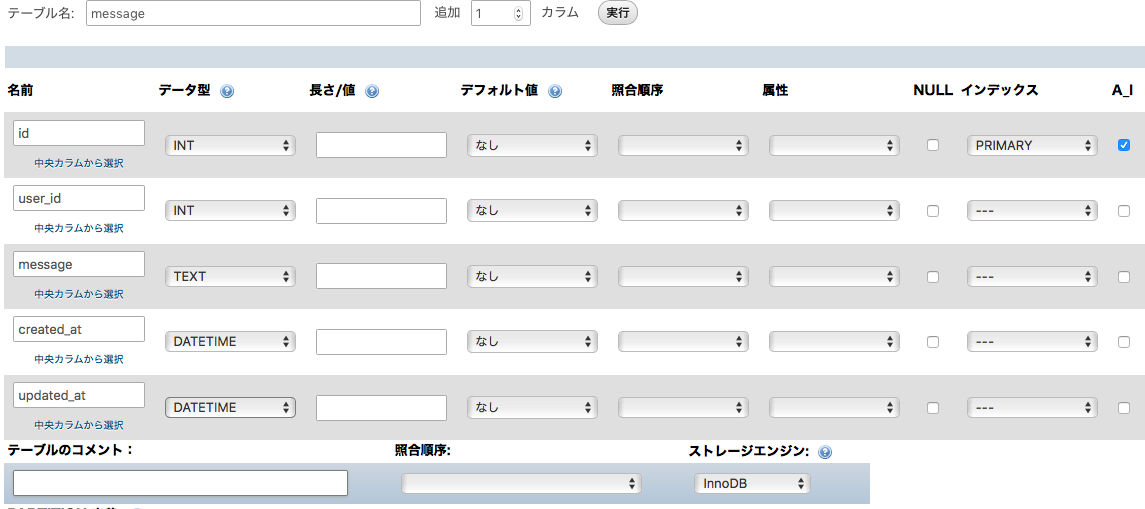 テーブル名: message 追加 1 カラム 実行
名前 データ型 長さ/値 デフォルト値 照合順序 属性 NULL インデックス A_I
id INT なし PRIMARY
中央カラムから選択
user_id INT なし ---
中央カラムから選択
message TEXT なし ---
中央カラムから選択
created_at DATETIME なし ---
中央カラムから選択
updated_at DATETIME なし ---
中央カラムから選択
テーブルのコメント： 照合順序: ストレージエンジン:
InnoDB